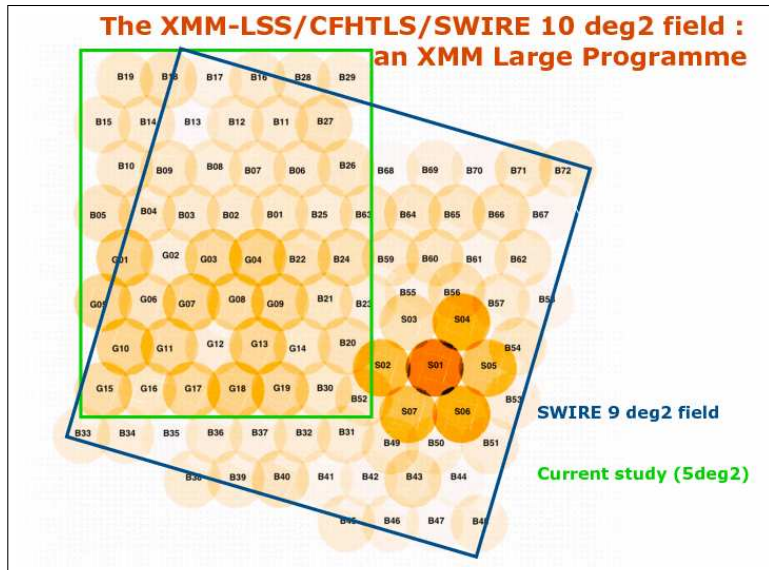 The XMM-LSS/CFHTLS/SWIRE 10 deg2 field :
an XMM Large Programme
B19 B18 B17 B16 B28 B29
B15 B14 B13 B12 B11 B27
B10 B09 B08 B07 B06 B26 B68 B69 B70 B71 B72
B05 B04 B03 B02 B01 B25 B63 B64 B65 B66 B67
G01 G02 G03 G04 B22 B24 B59 B60 B61 B62
B55 B56
G05 G06 G07 G08 G09 B21 B23 B57 B58
S03 S04
G10 G11 G12 G13 G14 B20 B54
S02 S01 S05
G15 G16 G17 G18 G19 B30 B52 B53
S07 S06
SWIRE 9 deg2 field
B33 B34 B35 B36 B37 B32 B31 B49 B50 B51
Current study (5deg2)
B38 B39 B40 B41 B42 B43 B44
B45 B46 B47 B48